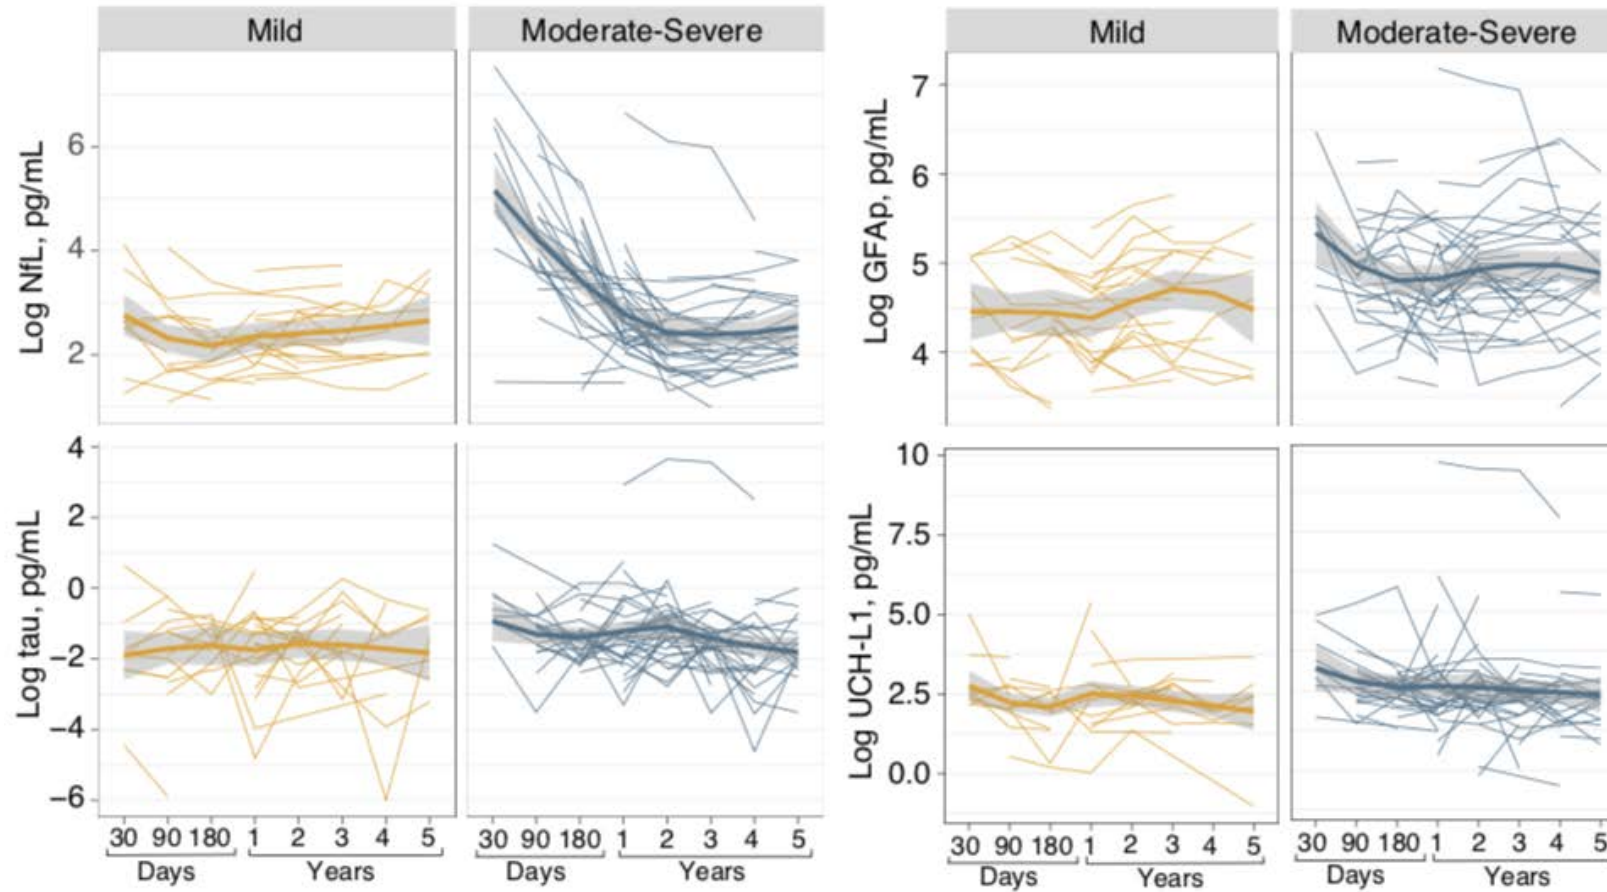 Mild Moderate-Severe
Log NfL, pg/mL
6
4
2
Log tau, pg/mL
4
2
0
−2
−4
−6
30 90 180 1 2 3 4 5 30 90 180 1 2 3 4 5
Days Years Days Years
Mild Moderate-Severe
Log GFAp, pg/mL
7
6
5
4
Log UCH-L1, pg/mL
10
7.5
5.0
2.5
0.0
30 90 180 1 2 3 4 5 30 90 180 1 2 3 4 5
Days Years Days Years